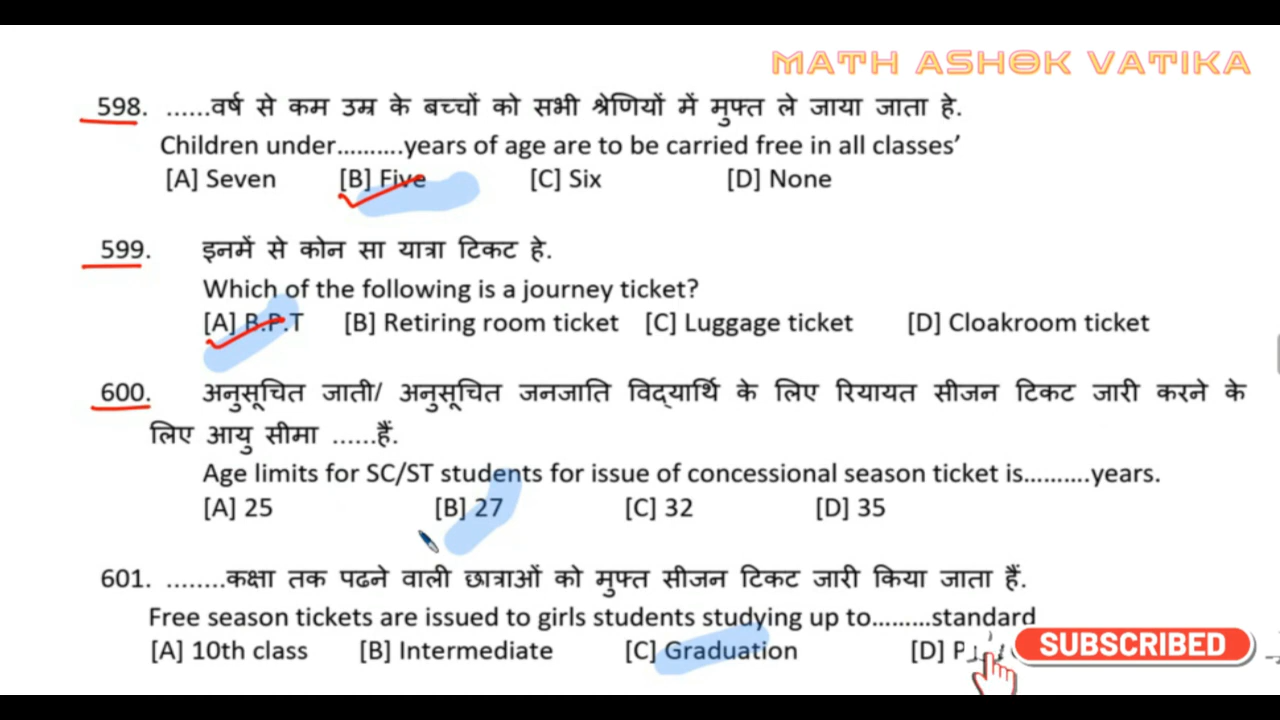 MATH ASHOK VATIKA
598. ......वर्ष से कम उम्र के बच्चों को सभी श्रेणियों में मुफ्त ले जाया जाता हे.
Children under..........years of age are to be carried free in all classes’
[A] Seven [B] Five [C] Six [D] None
599. इनमें से कोन सा यात्रा टिकट हे.
Which of the following is a journey ticket?
[A] B.P.T [B] Retiring room ticket [C] Luggage ticket [D] Cloakroom ticket
600. अनुसूचित जाती/ अनुसूचित जनजाति विद्यार्थि के लिए रियायत सीजन टिकट जारी करने के
लिए आयु सीमा ......हैं.
Age limits for SC/ST students for issue of concessional season ticket is..........years.
[A] 25 [B] 27 [C] 32 [D] 35
601. ........कक्षा तक पढने वाली छात्राओं को मुफ्त सीजन टिकट जारी किया जाता हैं.
Free season tickets are issued to girls students studying up to.........standard
[A] 10th class [B] Intermediate [C] Graduation [D]
SUBSCRIBED